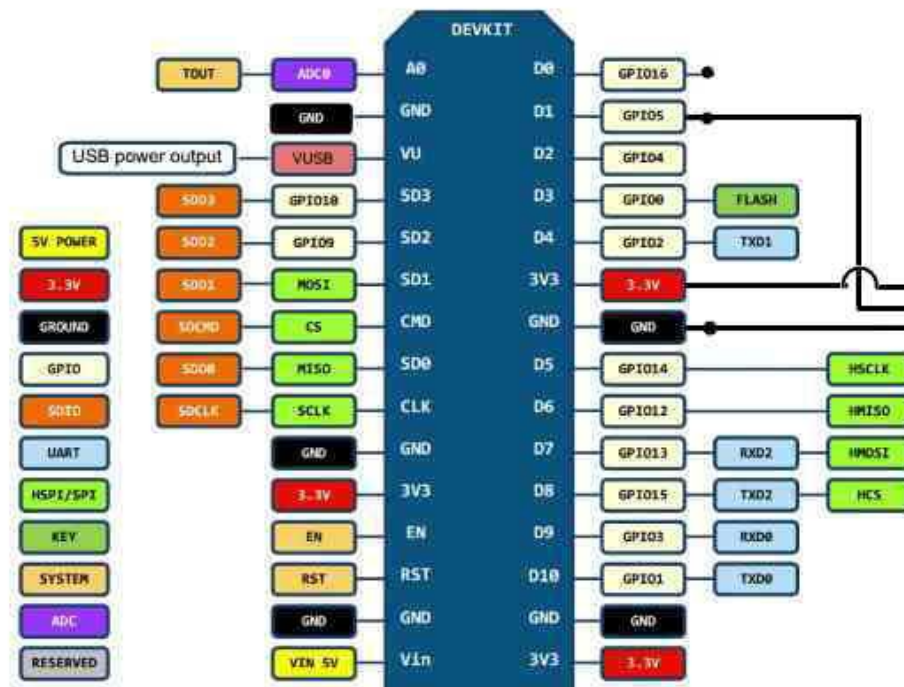 DEVKIT
TOUT ADC0 A0 D0 GPIO16
GND GND D1 GPIO5
USB power output VUSB VU D2 GPIO4
SDD3 GPIO10 SD3 D3 GPIO0 FLASH
5V POWER SDD2 GPIO9 SD2 D4 GPIO2 TXD1
3.3V SDD1 MOSI SD1 3V3 3.3V
GROUND SDCMD CS CMD GND GND
GPIO SDD0 MISO SD0 D5 GPIO14 HSCLK
SDIO SDCLK SCLK CLK D6 GPIO12 HMISO
UART GND GND D7 GPIO13 RXD2 HMOSI
HSPI/SPI 3.3V 3V3 D8 GPIO15 TXD2 HCS
KEY EN EN D9 GPIO3 RXD0
SYSTEM RST RST D10 GPIO1 TXD0
ADC GND GND GND GND
RESERVED VIN 5V Vin 3V3 3.3V